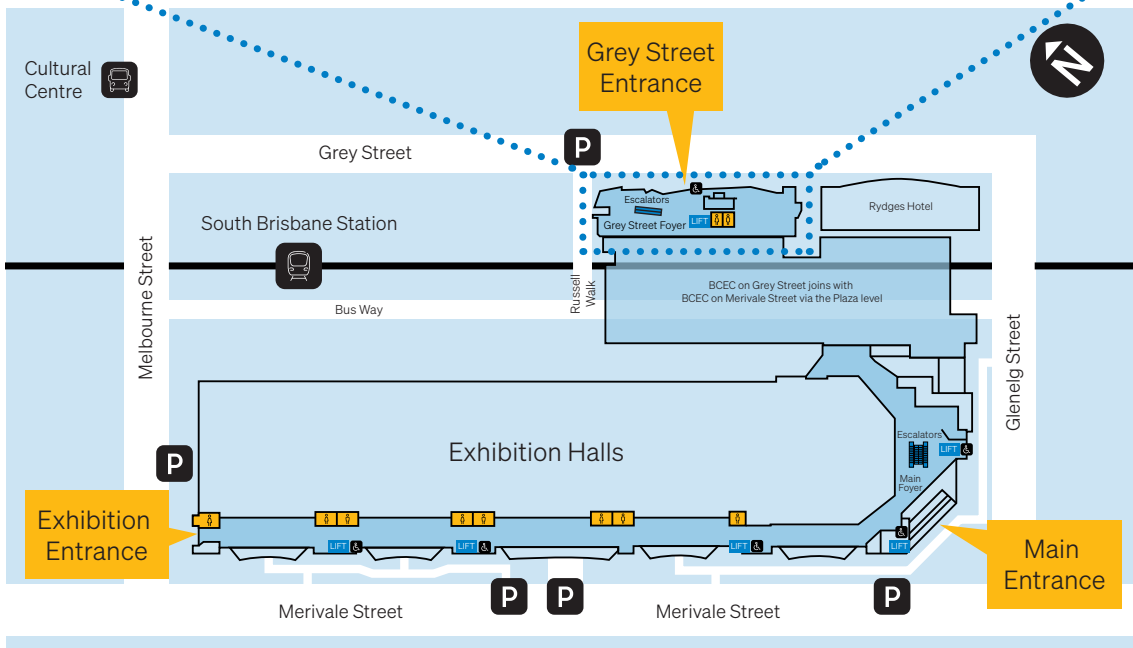 Cultural
Centre
Grey Street
Entrance
N
Grey Street
P
Escalators
Grey Street Foyer
LIFT
Rydges Hotel
South Brisbane Station
Melbourne Street
Russell
Walk
BCEC on Grey Street joins with
BCEC on Merivale Street via the Plaza level
Bus Way
Glenelg Street
Exhibition Halls
Escalators
LIFT
Main
Foyer
P
Exhibition
Entrance
LIFT
LIFT
LIFT
LIFT
Main
Entrance
Merivale Street
P
P
Merivale Street
P